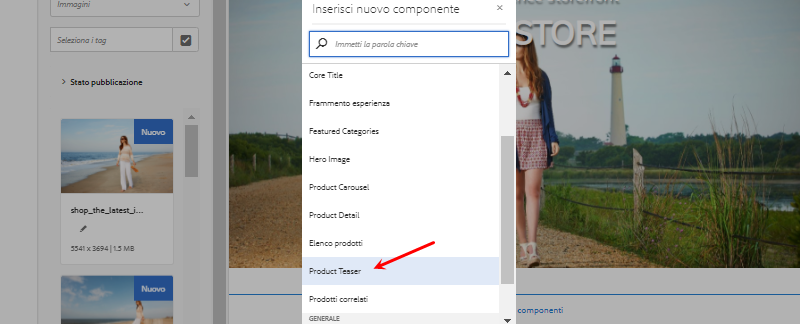 Immagini
Seleziona i tag
Stato pubblicazione
Nuovo
shop_the_latest_i...
5541 x 3694 | 1.5 MB
Nuovo
Inserisci nuovo componente
Immetti la parola chiave
Core Title
Frammento esperienza
Featured Categories
Hero Image
Product Carousel
Product Detail
Elenco prodotti
Product Teaser
Prodotti correlati
GENERALE
storefront
STORE
componenti